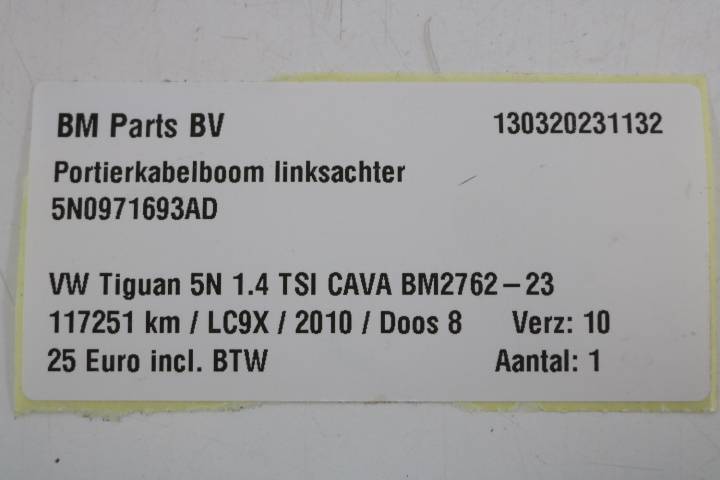 BM Parts BV 130320231132
Portierkabelboom linksachter
5N0971693AD
VW Tiguan 5N 1.4 TSI CAVA BM2762-23
117251 km / LC9X / 2010 / Doos 8 Verz: 10
25 Euro incl. BTW Aantal: 1